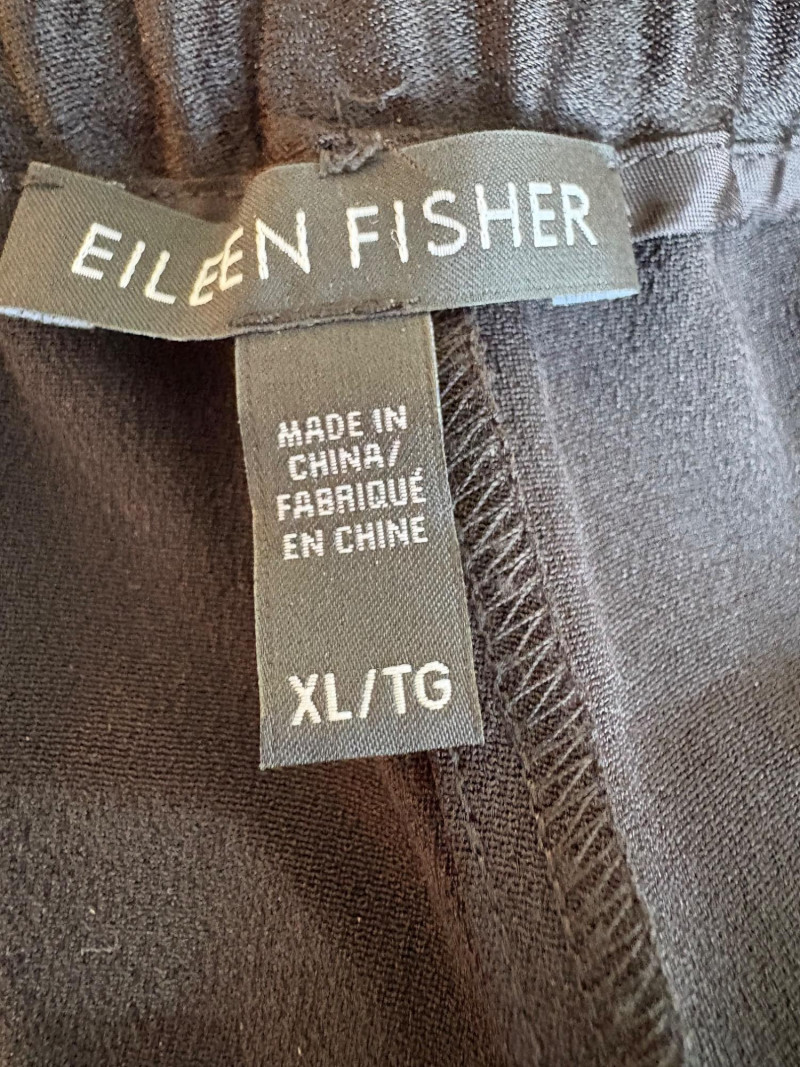 EILEEN FISHER
MADE IN
CHINA/
FABRIQUÉ
EN CHINE
XL/TG